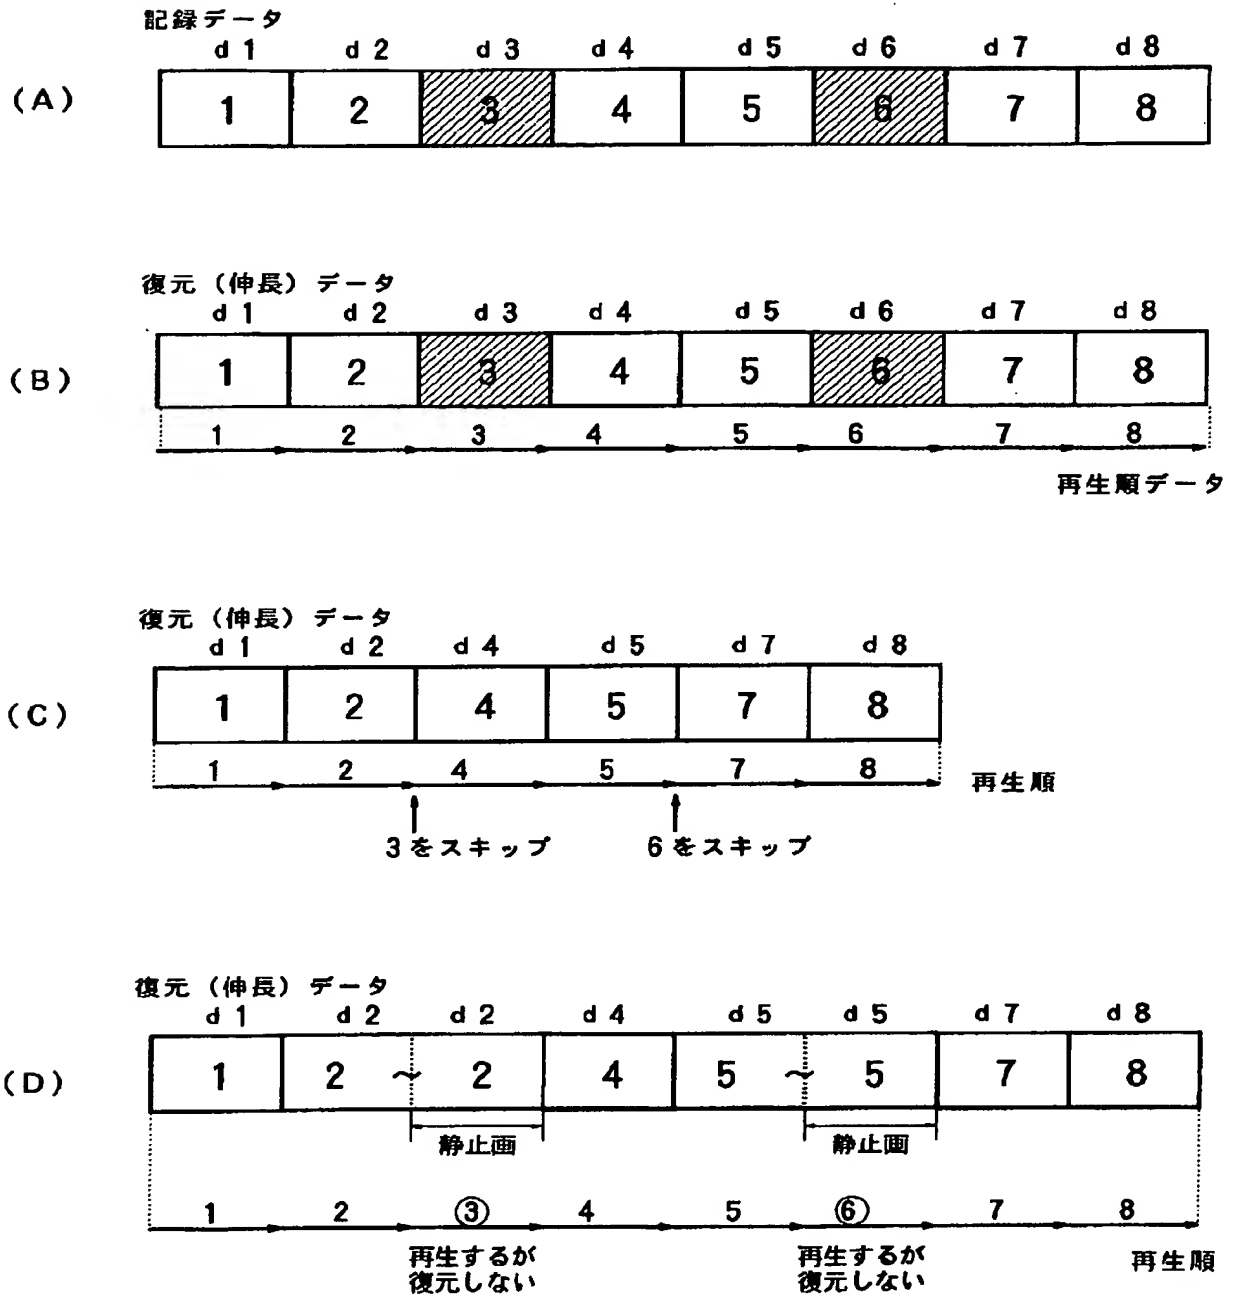 記録データ
d1 d2 d3 d4 d5 d6 d7 d8
(A) 1 2 3 4 5 6 7 8
復元（伸長）データ
d1 d2 d3 d4 d5 d6 d7 d8
(B) 1 2 3 4 5 6 7 8
1 2 3 4 5 6 7 8
再生順データ
復元（伸長）データ
d1 d2 d4 d5 d7 d8
(C) 1 2 4 5 7 8
1 2 4 5 7 8 再生順
3をスキップ 6をスキップ
復元（伸長）データ
d1 d2 d2 d4 d5 d5 d7 d8
(D) 1 2 ～ 2 4 5 ～ 5 7 8
静止画 静止画
1 2 ③ 4 5 ⑥ 7 8
再生するが 再生するが 再生順
復元しない 復元しない